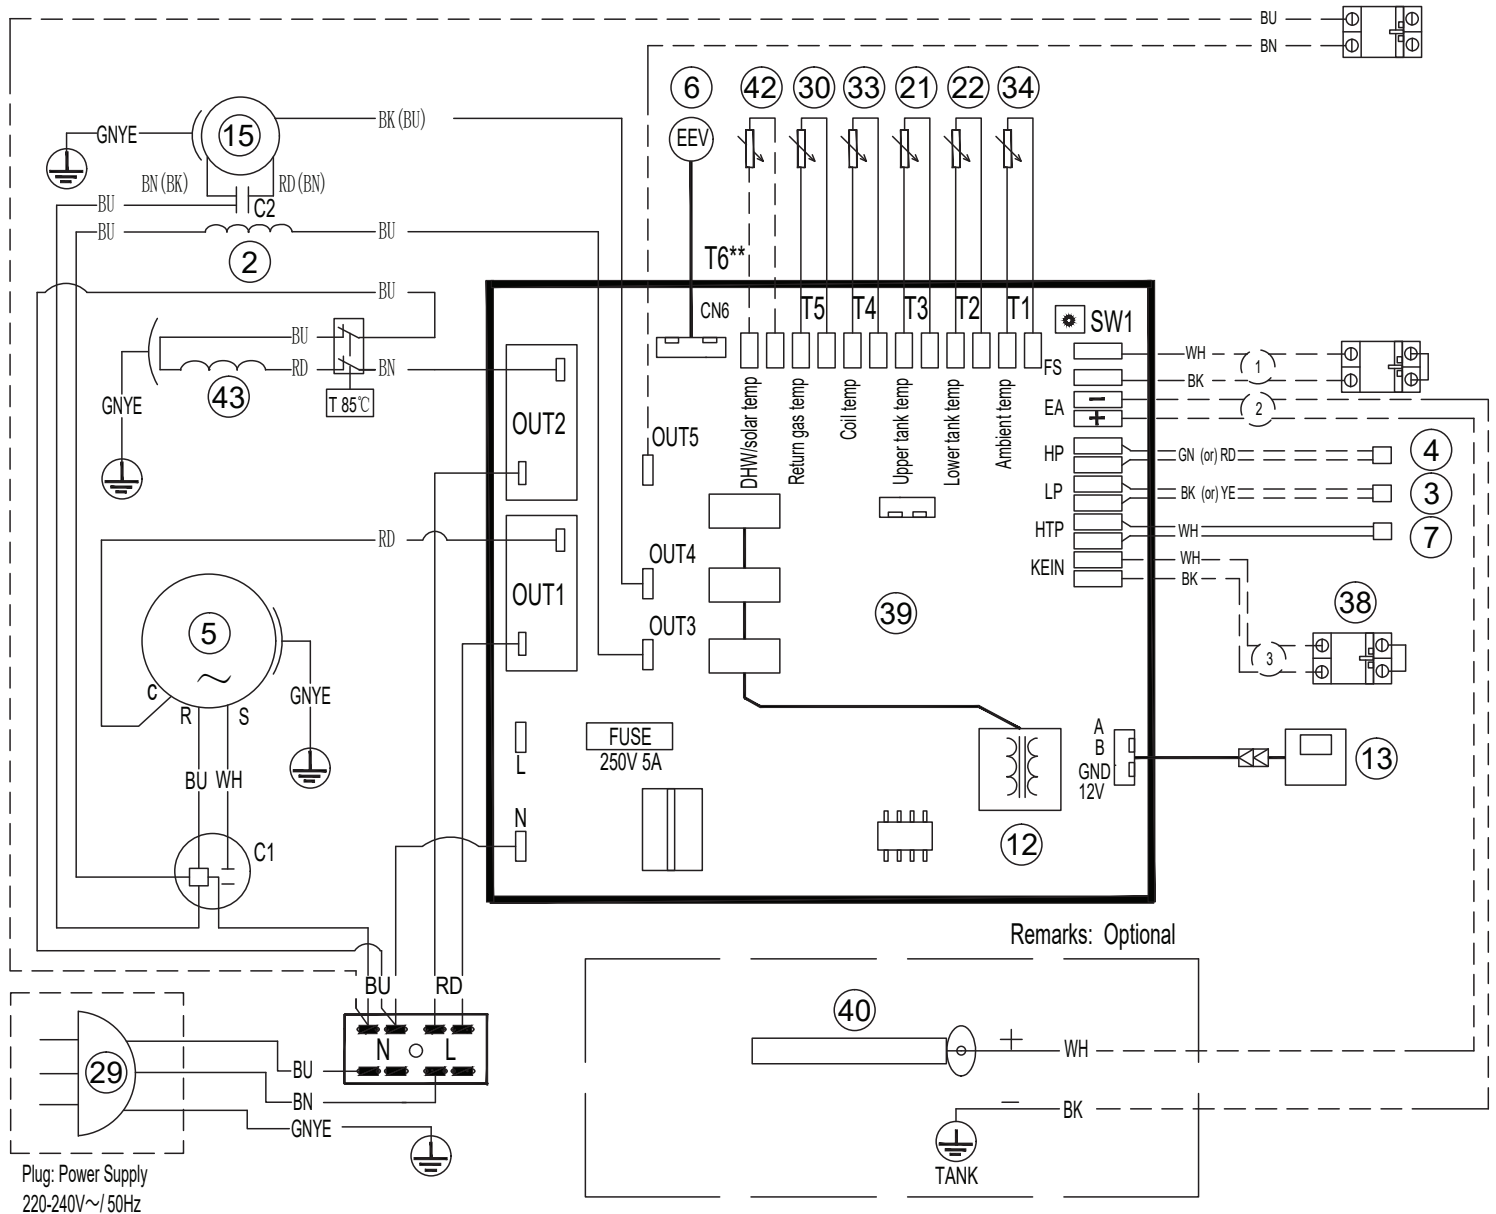 BU
BN
6
42
30
33
21
22
34
15
GNYE
BK(BU)
EEV
BN(BK)
RD(BN)
BU
C2
BU
BU
2
T6**
BU
CN6
T5
T4
T3
T2
T1
SW1
BU
RD
BN
43
T 85℃
GNYE
OUT2
OUT5
DHW/solar temp
Return gas temp
Coil temp
Upper tank temp
Lower tank temp
Ambient temp
FS
WH
1
BK
EA
−
+
2
HP
GN (or) RD
4
LP
BK (or) YE
3
HTP
WH
7
KEIN
WH
BK
RD
OUT4
OUT1
39
38
OUT3
5
～
C
R
S
GNYE
3
BU
WH
L
FUSE
250V 5A
A
B
GND
12V
13
N
C1
12
Remarks: Optional
BU
RD
40
N
L
+
WH
29
BU
BN
GNYE
−
BK
TANK
Plug: Power Supply
220-240V～/ 50Hz